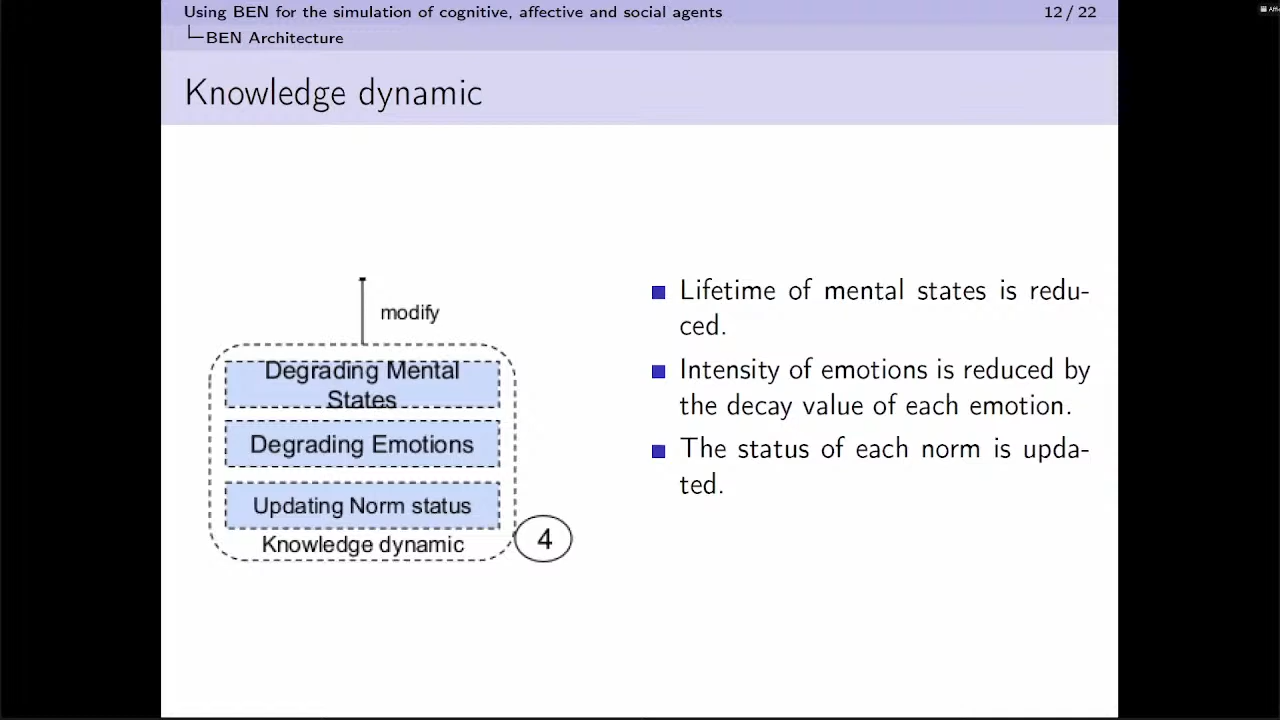 Using BEN for the simulation of cognitive, affective and social agents 12 / 22
BEN Architecture
Knowledge dynamic
modify
Degrading Mental
States
Degrading Emotions
Updating Norm status
Knowledge dynamic
4
Lifetime of mental states is redu-
ced.
Intensity of emotions is reduced by
the decay value of each emotion.
The status of each norm is upda-
ted.